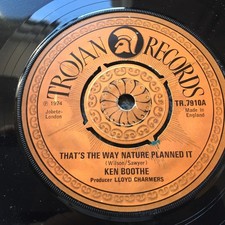 TROJAN RECORDS
℗ 1974
Jobete-
London
TR.7910A
Made in
England
THAT'S THE WAY NATURE PLANNED IT
(Wilson/Sawyer)
KEN BOOTHE
Producer LLOYD CHARMERS